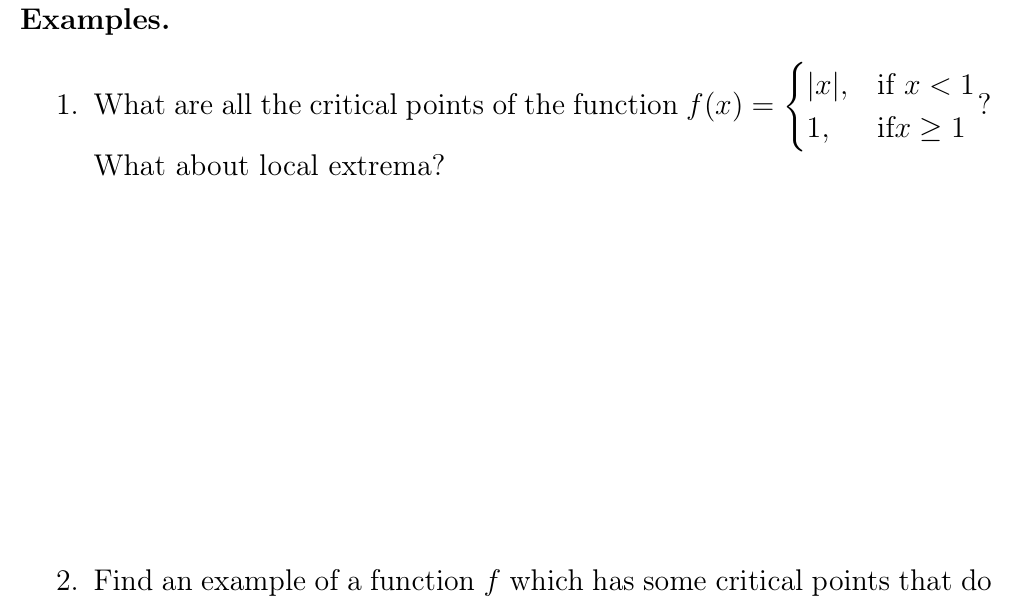 Examples.
1. What are all the critical points of the function f(x) = { |x|, if x < 1 ; 1, ifx ≥ 1 ?
What about local extrema?
2. Find an example of a function f which has some critical points that do